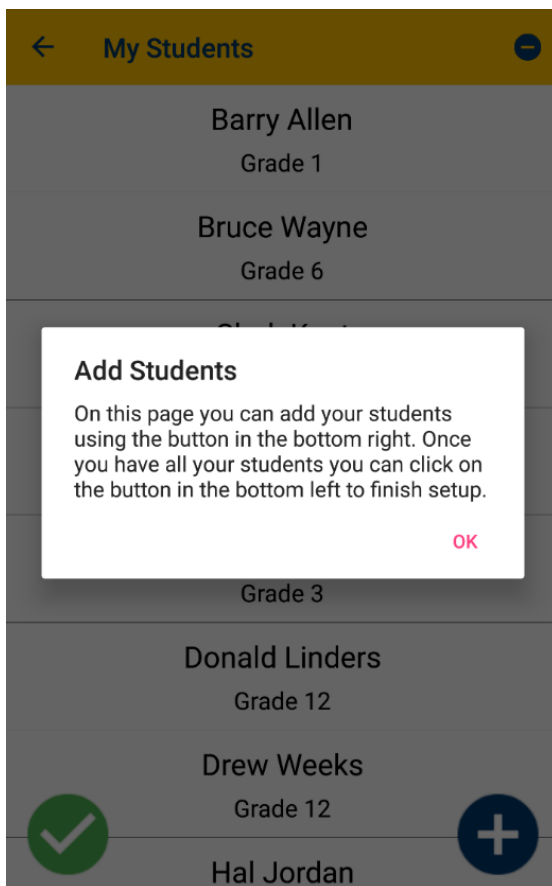 My Students
Barry Allen
Grade 1
Bruce Wayne
Grade 6
Add Students
On this page you can add your students
using the button in the bottom right. Once
you have all your students you can click on
the button in the bottom left to finish setup.
OK
Grade 3
Donald Linders
Grade 12
Drew Weeks
Grade 12
Hal Jordan